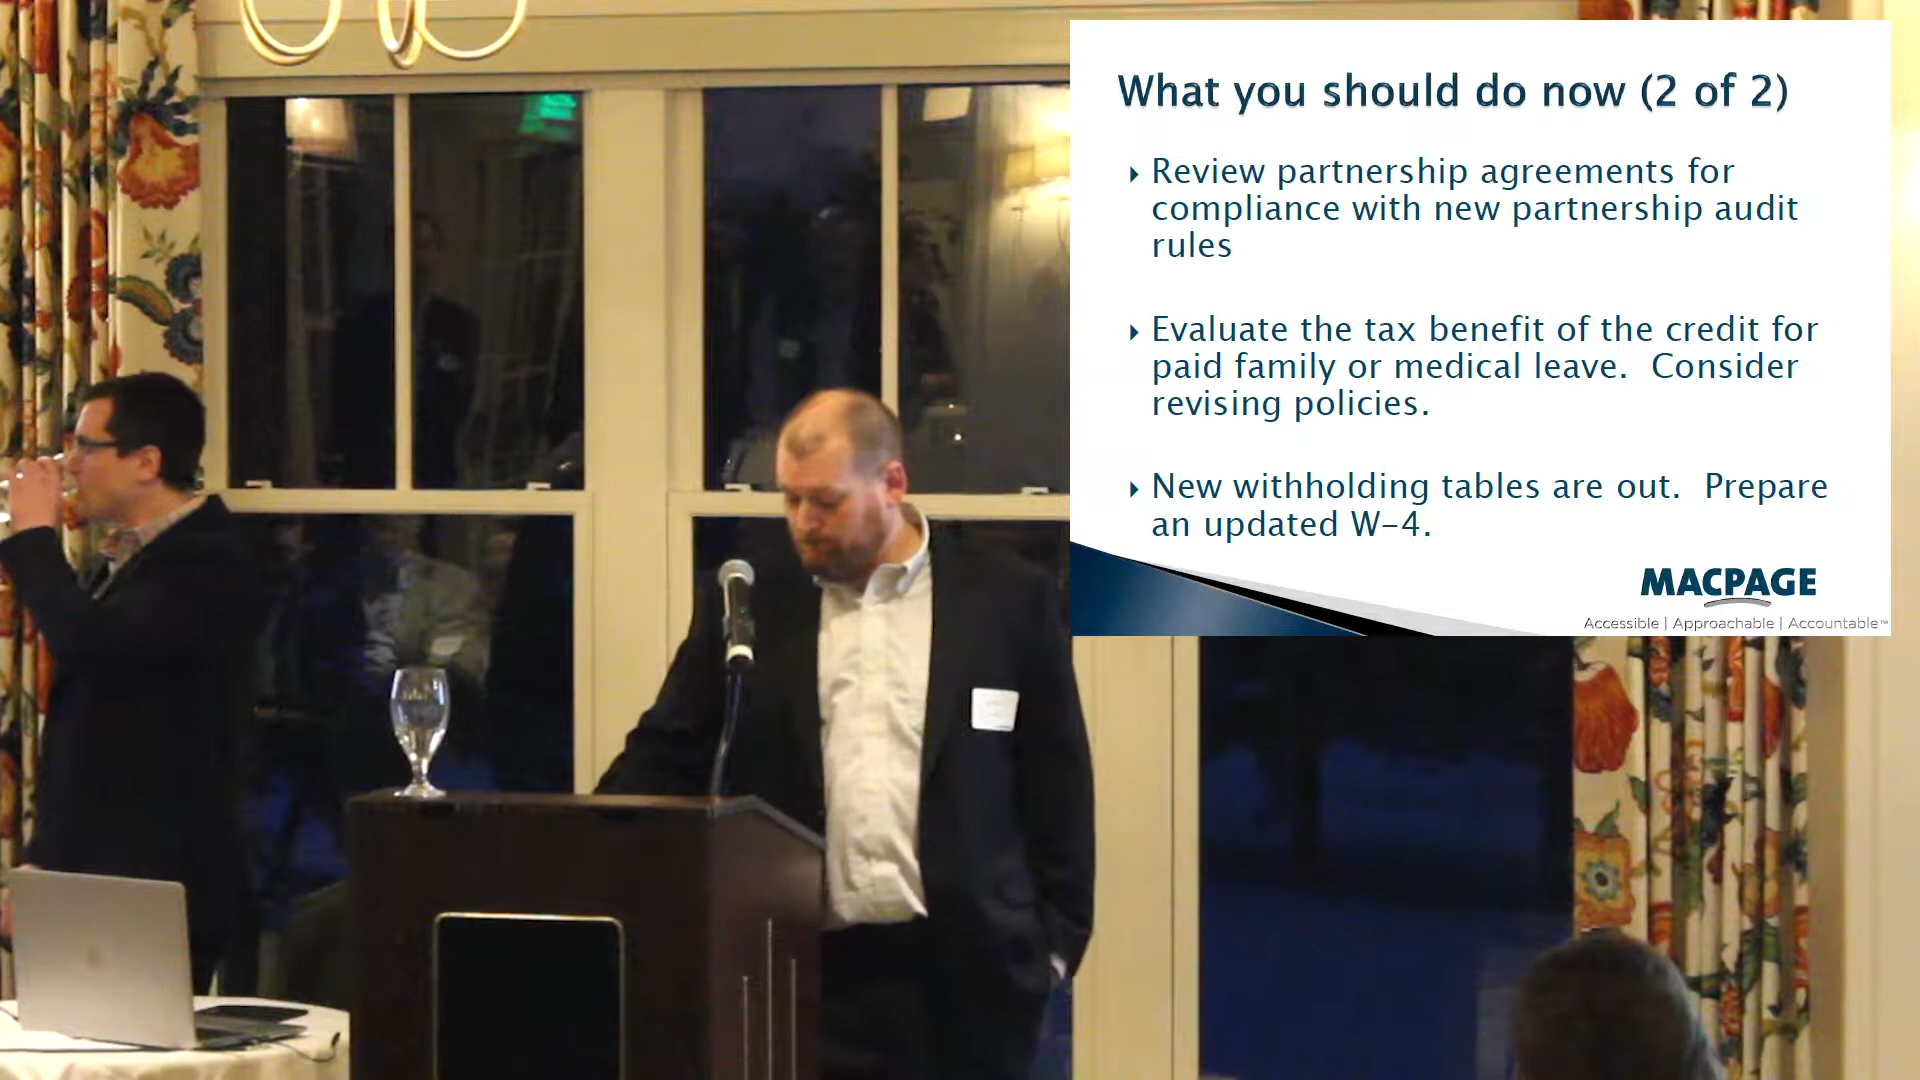 What you should do now (2 of 2)
Review partnership agreements for
compliance with new partnership audit
rules
Evaluate the tax benefit of the credit for
paid family or medical leave.  Consider
revising policies.
New withholding tables are out.  Prepare
an updated W-4.
MACPAGE
Accessible | Approachable | Accountable™